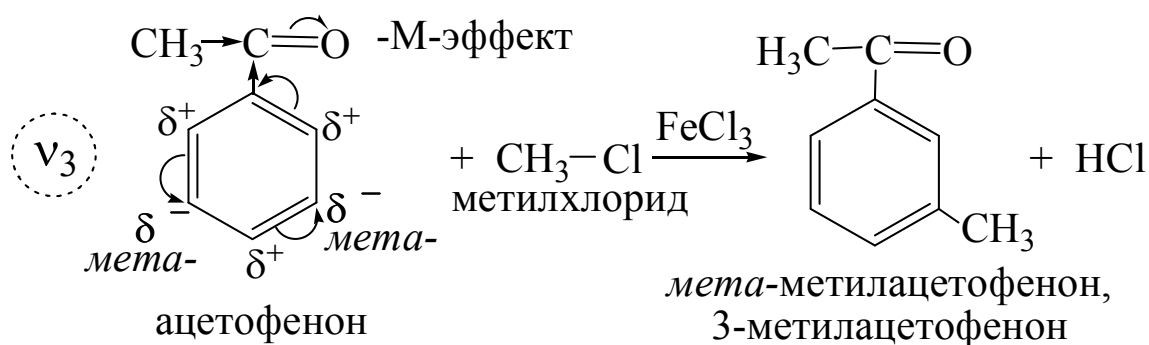 CH₃ C=O -М-эффект
H₃C C=O
δ⁺ δ⁺
ν₃
+ CH₃–Cl FeCl₃ + HCl
метилхлорид
δ⁻ δ⁻
мета- δ⁺ мета-
CH₃
ацетофенон
мета-метилацетофенон,
3-метилацетофенон